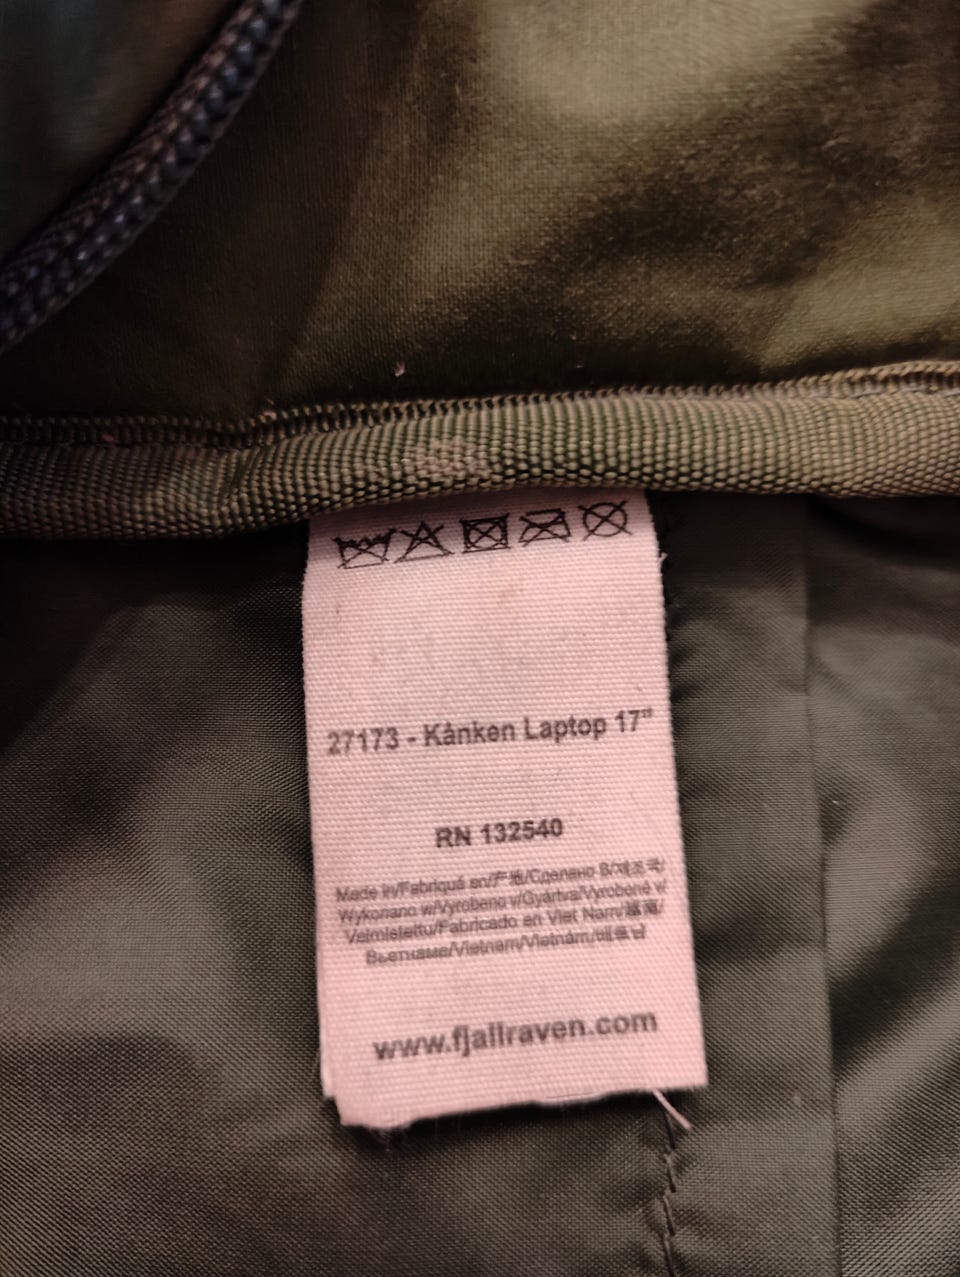 27173 - Kånken Laptop 17"
RN 132540
Made in/Fabriqué en/产地/Сделано В/제조국/
Wykonano w/Vyrobeno v/Gyártva/Vyrobené v/
Valmistettu/Fabricado en Viet Nam/越南/
Вьетнаме/Vietnam/Vietnám/베트남
www.fjallraven.com